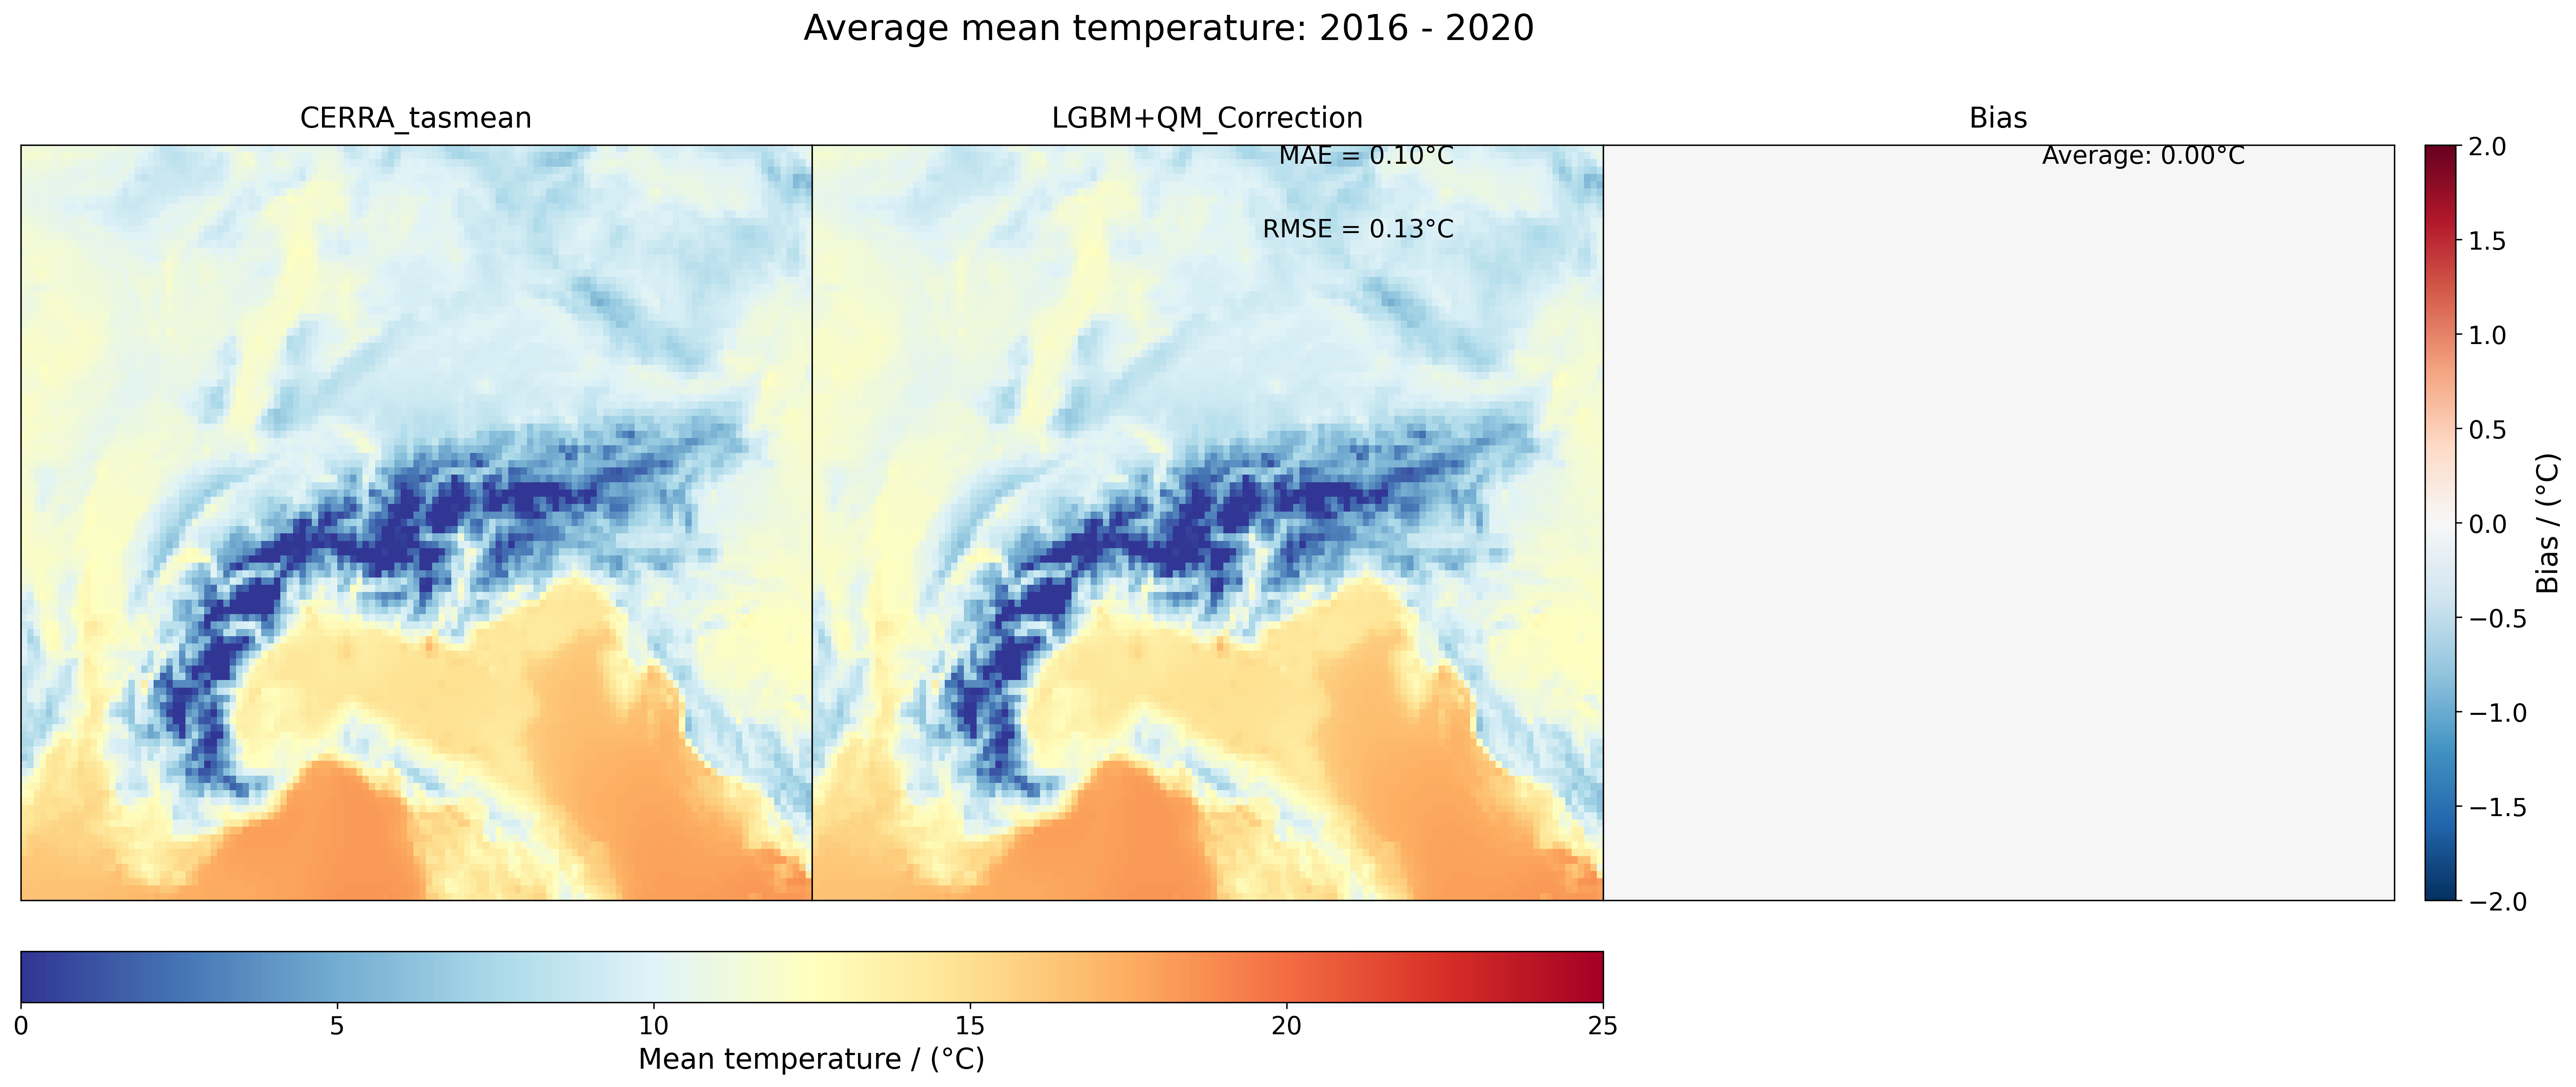 Average mean temperature: 2016 - 2020
CERRA_tasmean
LGBM+QM_Correction
Bias
MAE = 0.10°C
RMSE = 0.13°C
Average: 0.00°C
2.0
1.5
1.0
0.5
0.0
−0.5
−1.0
−1.5
−2.0
Bias / (°C)
0 5 10 15 20 25
Mean temperature / (°C)